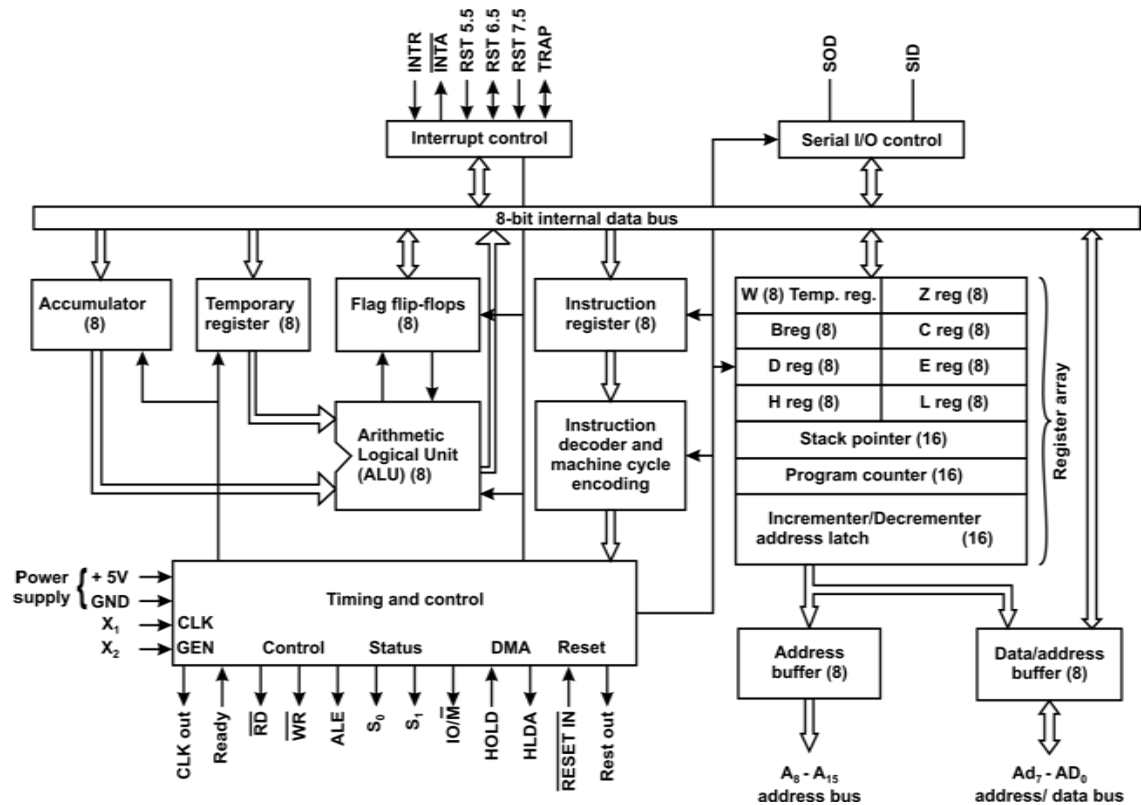 INTR
INTA
RST 5.5
RST 6.5
RST 7.5
TRAP
SOD
SID
Interrupt control
Serial I/O control
8-bit internal data bus
Accumulator
(8)
Temporary
register (8)
Flag flip-flops
(8)
Instruction
register (8)
W (8) Temp. reg.
Z reg (8)
Breg (8)
C reg (8)
D reg (8)
E reg (8)
H reg (8)
L reg (8)
Stack pointer (16)
Program counter (16)
Incrementer/Decrementer
address latch (16)
Register array
Arithmetic
Logical Unit
(ALU) (8)
Instruction
decoder and
machine cycle
encoding
Power
supply
+ 5V
GND
X₁
X₂
Timing and control
CLK
GEN
Control
Status
DMA
Reset
CLK out
Ready
R̅D̅
W̅R̅
ALE
S₀
S₁
IO/M̅
HOLD
HLDA
R̅E̅S̅E̅T̅ I̅N̅
Rest out
Address
buffer (8)
Data/address
buffer (8)
A₈ - A₁₅
address bus
Ad₇ - AD₀
address/ data bus